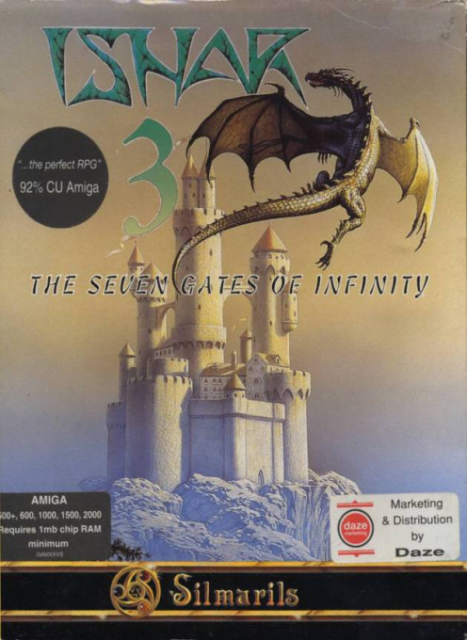 ISHAR
3
"...the perfect RPG"
92% CU Amiga
THE SEVEN GATES OF INFINITY
AMIGA
500+, 600, 1000, 1500, 2000
Requires 1mb chip RAM
minimum
Marketing
& Distribution
by
Daze
daze
marketing
Silmarils